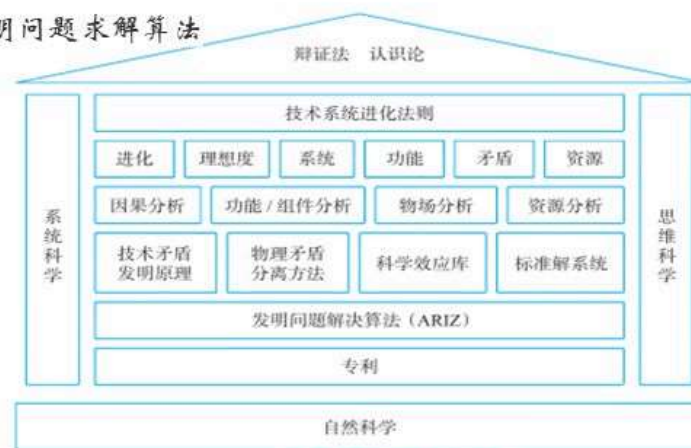 明问题求解算法
辩证法 认识论
技术系统进化法则
进化 理想度 系统 功能 矛盾 资源
因果分析 功能/组件分析 物场分析 资源分析
技术矛盾 物理矛盾 科学效应库 标准解系统
发明原理 分离方法
发明问题解决算法（ARIZ）
专利
系统科学
思维科学
自然科学